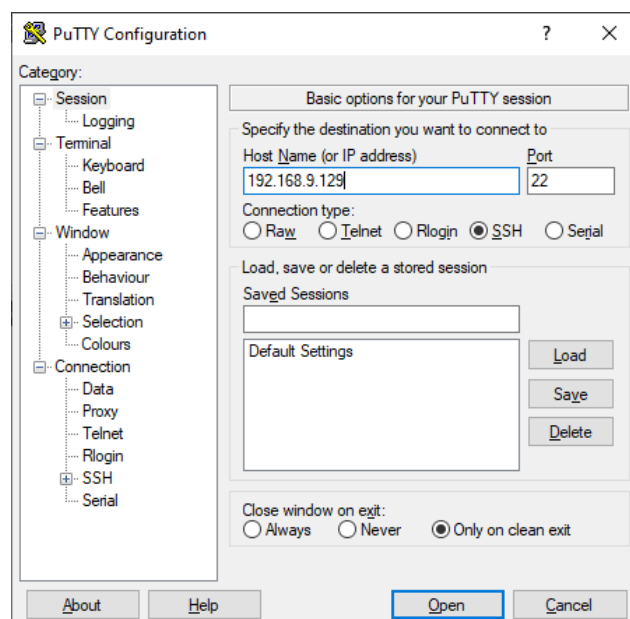 PuTTY Configuration ? ×
Category:
Session
Logging
Terminal
Keyboard
Bell
Features
Window
Appearance
Behaviour
Translation
Selection
Colours
Connection
Data
Proxy
Telnet
Rlogin
SSH
Serial
Basic options for your PuTTY session
Specify the destination you want to connect to
Host Name (or IP address) Port
192.168.9.129 22
Connection type:
Raw Telnet Rlogin SSH Serial
Load, save or delete a stored session
Saved Sessions
Default Settings
Load
Save
Delete
Close window on exit:
Always Never Only on clean exit
About Help Open Cancel